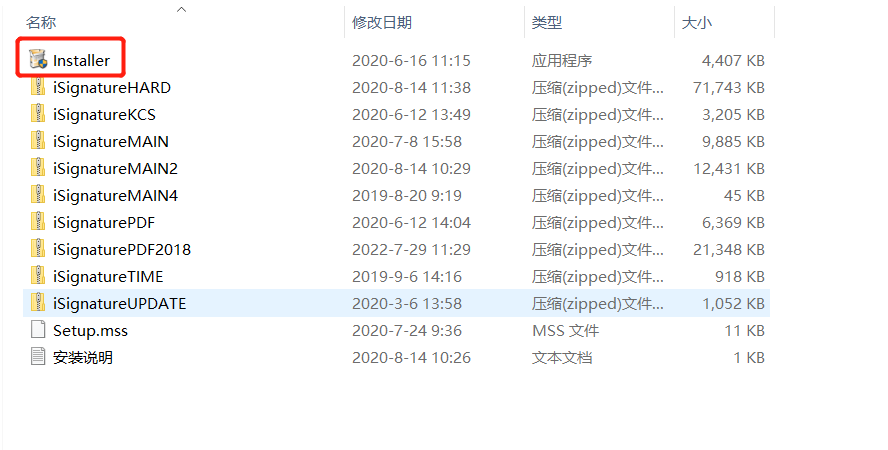 名称 修改日期 类型 大小
Installer 2020-6-16 11:15 应用程序 4,407 KB
iSignatureHARD 2020-8-14 11:38 压缩(zipped)文件... 71,743 KB
iSignatureKCS 2020-6-12 13:49 压缩(zipped)文件... 3,205 KB
iSignatureMAIN 2020-7-8 15:58 压缩(zipped)文件... 9,885 KB
iSignatureMAIN2 2020-8-14 10:29 压缩(zipped)文件... 12,431 KB
iSignatureMAIN4 2019-8-20 9:19 压缩(zipped)文件... 45 KB
iSignaturePDF 2020-6-12 14:04 压缩(zipped)文件... 6,369 KB
iSignaturePDF2018 2022-7-29 11:29 压缩(zipped)文件... 21,348 KB
iSignatureTIME 2019-9-6 14:16 压缩(zipped)文件... 918 KB
iSignatureUPDATE 2020-3-6 13:58 压缩(zipped)文件... 1,052 KB
Setup.mss 2020-7-24 9:36 MSS 文件 11 KB
安装说明 2020-8-14 10:26 文本文档 1 KB